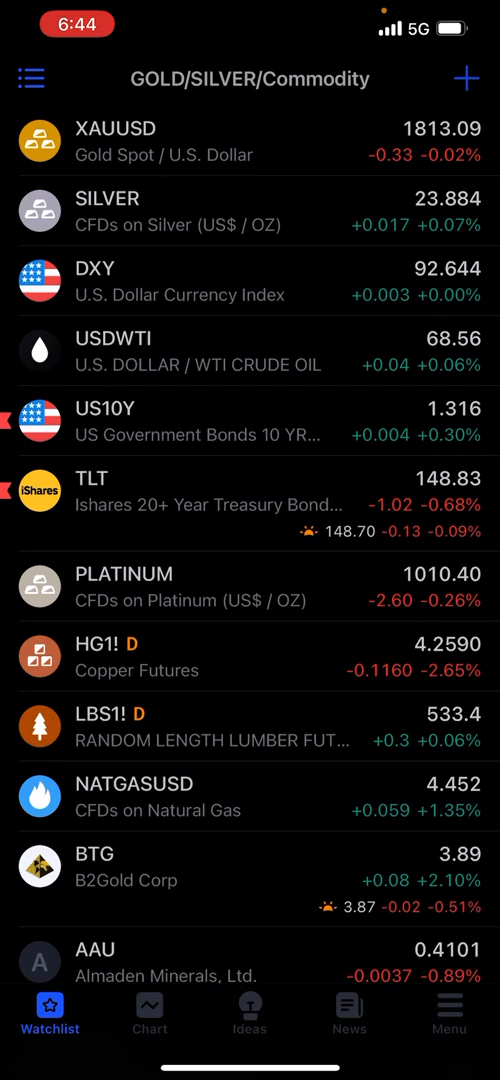 6:44
5G
GOLD/SILVER/Commodity
XAUUSD 1813.09
Gold Spot / U.S. Dollar -0.33 -0.02%
SILVER 23.884
CFDs on Silver (US$ / OZ) +0.017 +0.07%
DXY 92.644
U.S. Dollar Currency Index +0.003 +0.00%
USDWTI 68.56
U.S. DOLLAR / WTI CRUDE OIL +0.04 +0.06%
US10Y 1.316
US Government Bonds 10 YR... +0.004 +0.30%
iShares
TLT 148.83
Ishares 20+ Year Treasury Bond... -1.02 -0.68%
148.70 -0.13 -0.09%
PLATINUM 1010.40
CFDs on Platinum (US$ / OZ) -2.60 -0.26%
HG1! D 4.2590
Copper Futures -0.1160 -2.65%
LBS1! D 533.4
RANDOM LENGTH LUMBER FUT... +0.3 +0.06%
NATGASUSD 4.452
CFDs on Natural Gas +0.059 +1.35%
BTG 3.89
B2Gold Corp +0.08 +2.10%
3.87 -0.02 -0.51%
A
AAU 0.4101
Almaden Minerals, Ltd. -0.0037 -0.89%
Watchlist Chart Ideas News Menu